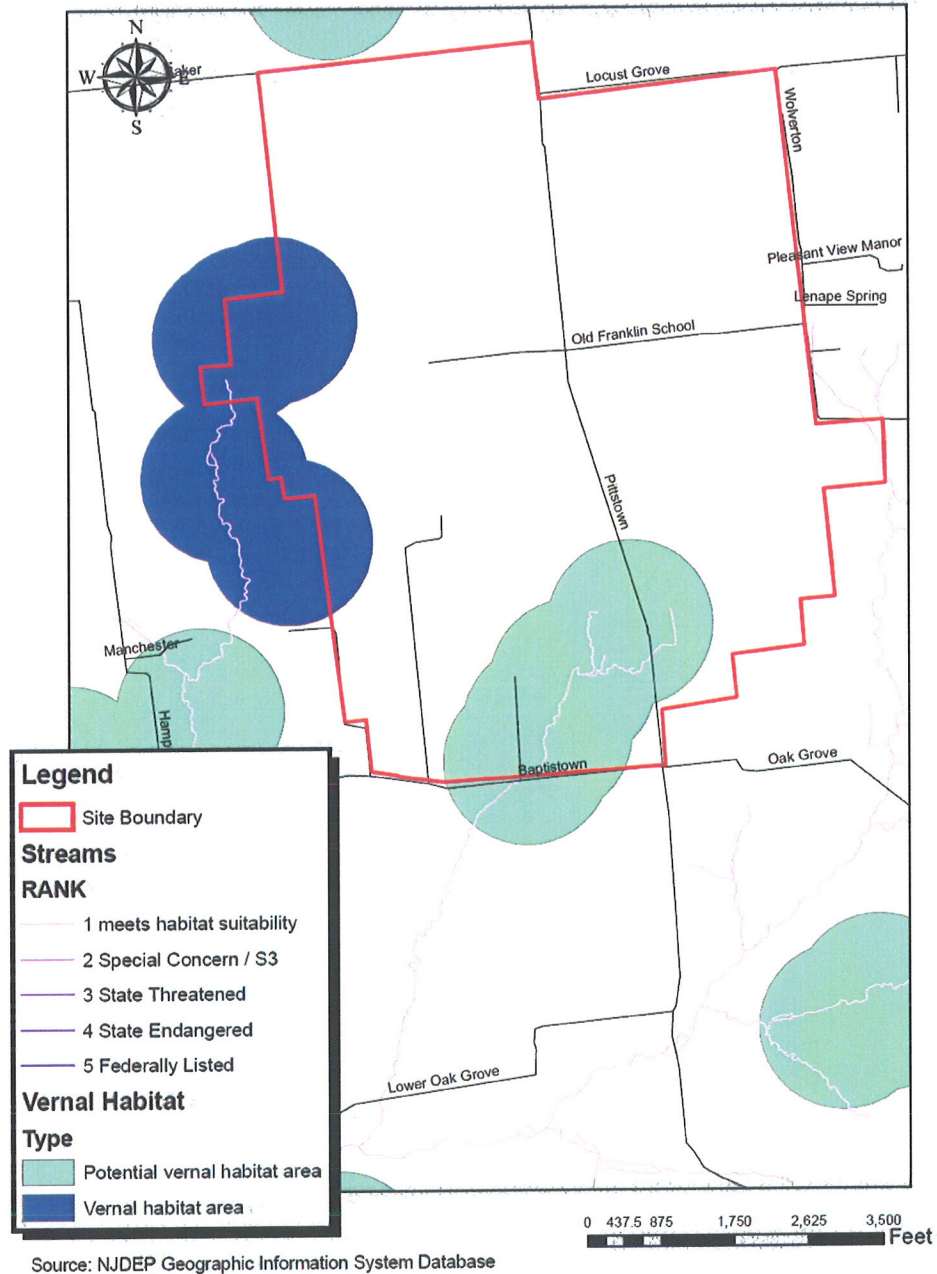 N
W
E
S
Baker
Locust Grove
Wolverton
Pleasant View Manor
Lenape Spring
Old Franklin School
Pittstown
Manchester
Hamp
Baptistown
Oak Grove
Lower Oak Grove
Legend
Site Boundary
Streams
RANK
1 meets habitat suitability
2 Special Concern / S3
3 State Threatened
4 State Endangered
5 Federally Listed
Vernal Habitat
Type
Potential vernal habitat area
Vernal habitat area
0 437.5 875 1,750 2,625 3,500
Feet
Source: NJDEP Geographic Information System Database